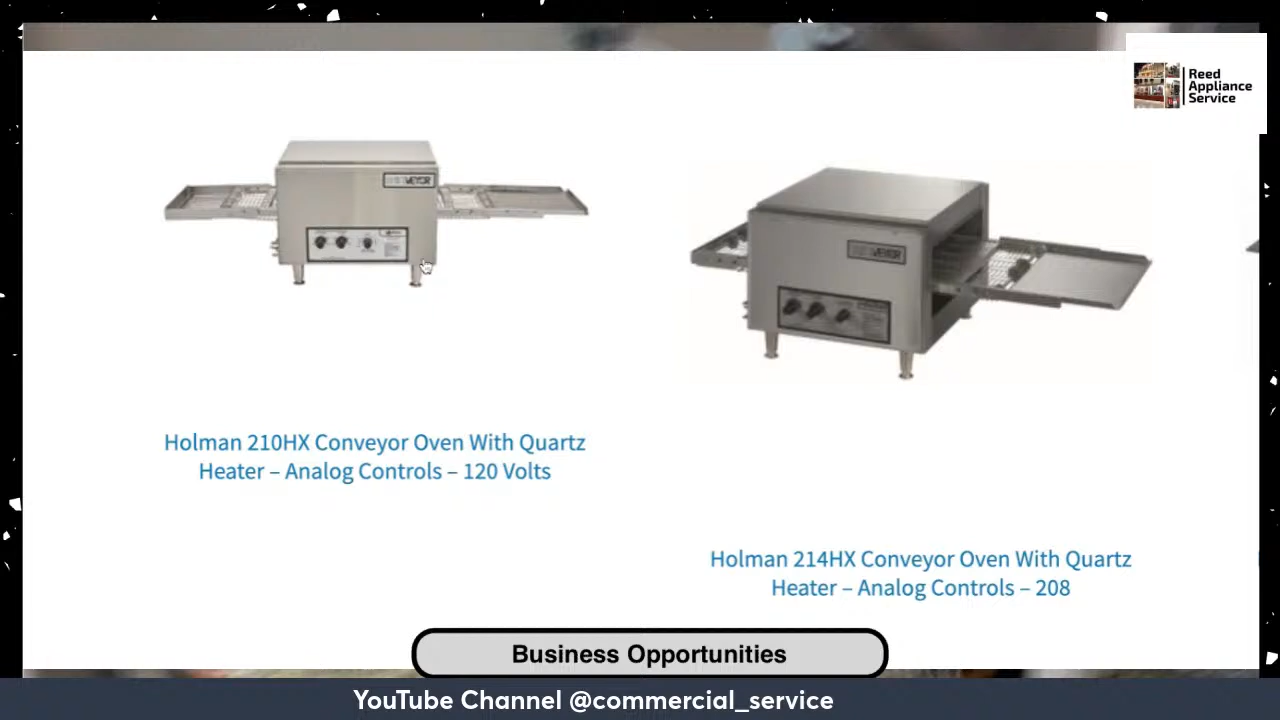 Reed
Appliance
Service
Holman 210HX Conveyor Oven With Quartz
Heater – Analog Controls – 120 Volts
Holman 214HX Conveyor Oven With Quartz
Heater – Analog Controls – 208
Business Opportunities
YouTube Channel @commercial_service